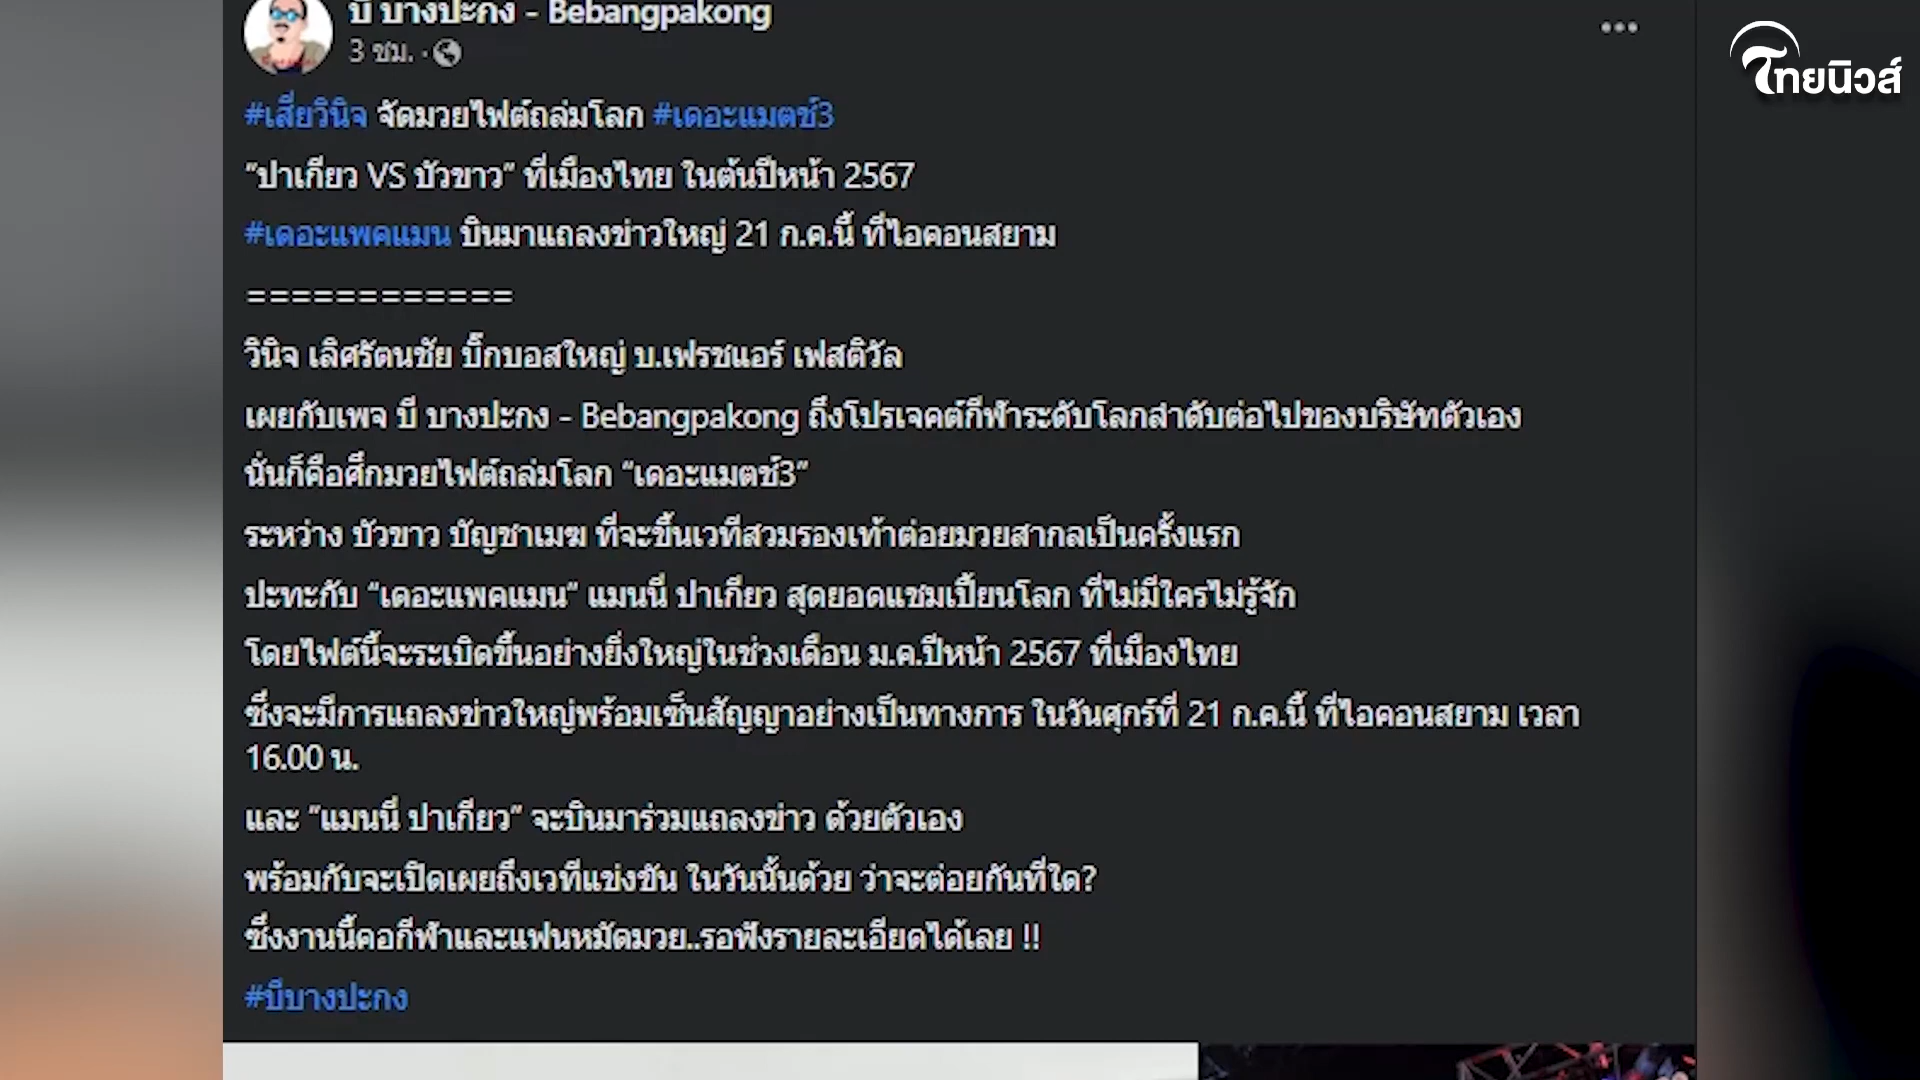 บี บางปะกง - Bebangpakong
3 ชม. ·
ไทยนิวส์
#เสี่ยวินิจ จัดมวยไฟต์ถล่มโลก #เดอะแมตช์3
“ปาเกียว VS บัวขาว” ที่เมืองไทย ในต้นปีหน้า 2567
#เดอะแพคแมน บินมาแถลงข่าวใหญ่ 21 ก.ค.นี้ ที่ไอคอนสยาม
============
วินิจ เลิศรัตนชัย บิ๊กบอสใหญ่ บ.เฟรชแอร์ เฟสติวัล
เผยกับเพจ บี บางปะกง - Bebangpakong ถึงโปรเจคต์กีฬาระดับโลกลำดับต่อไปของบริษัทตัวเอง
นั่นก็คือศึกมวยไฟต์ถล่มโลก “เดอะแมตช์3”
ระหว่าง บัวขาว บัญชาเมฆ ที่จะขึ้นเวทีสวมรองเท้าต่อยมวยสากลเป็นครั้งแรก
ปะทะกับ “เดอะแพคแมน” แมนนี่ ปาเกียว สุดยอดแชมเปี้ยนโลก ที่ไม่มีใครไม่รู้จัก
โดยไฟต์นี้จะระเบิดขึ้นอย่างยิ่งใหญ่ในช่วงเดือน ม.ค.ปีหน้า 2567 ที่เมืองไทย
ซึ่งจะมีการแถลงข่าวใหญ่พร้อมเซ็นสัญญาอย่างเป็นทางการ ในวันศุกร์ที่ 21 ก.ค.นี้ ที่ไอคอนสยาม เวลา
16.00 น.
และ “แมนนี่ ปาเกียว” จะบินมาร่วมแถลงข่าว ด้วยตัวเอง
พร้อมกับจะเปิดเผยถึงเวทีแข่งขัน ในวันนั้นด้วย ว่าจะต่อยกันที่ใด?
ซึ่งงานนี้คอกีฬาและแฟนหมัดมวย..รอฟังรายละเอียดได้เลย !!
#บีบางปะกง